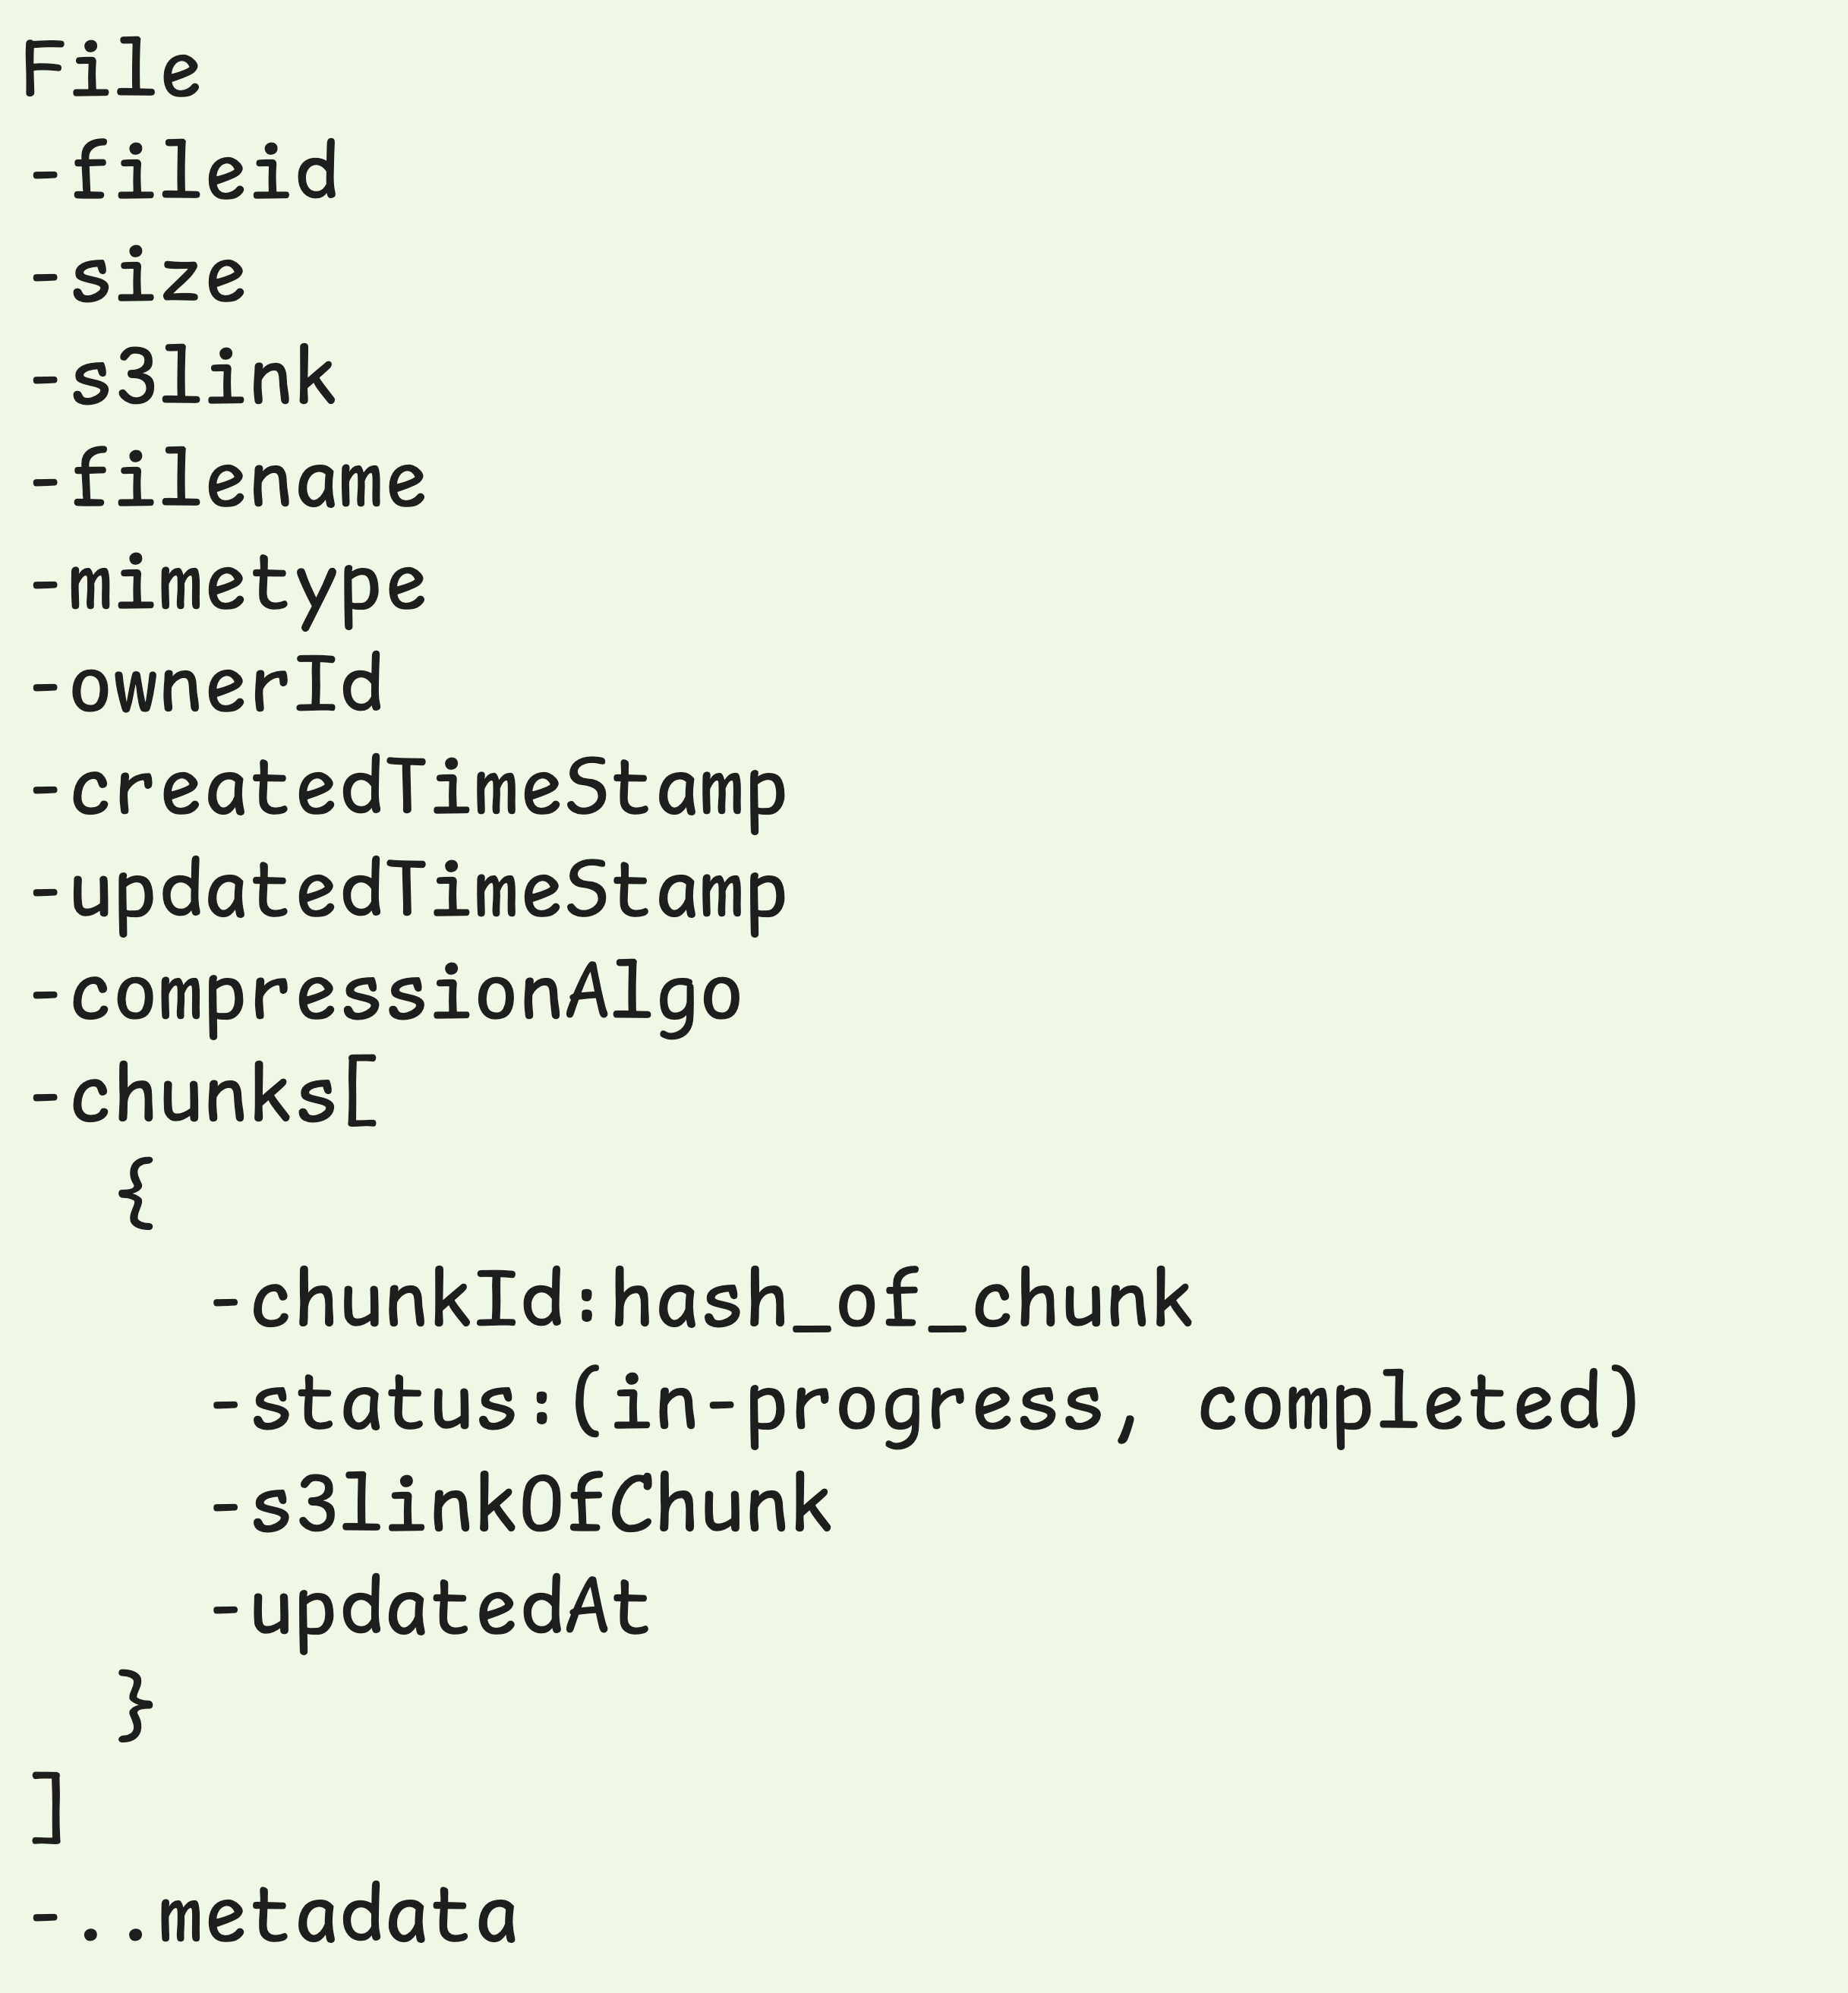 File
-fileid
-size
-s3link
-filename
-mimetype
-ownerId
-createdTimeStamp
-updatedTimeStamp
-compressionAlgo
-chunks[
  {
    -chunkId:hash_of_chunk
    -status:(in-progress, completed)
    -s3linkOfChunk
    -updatedAt
  }
]
-..metadata